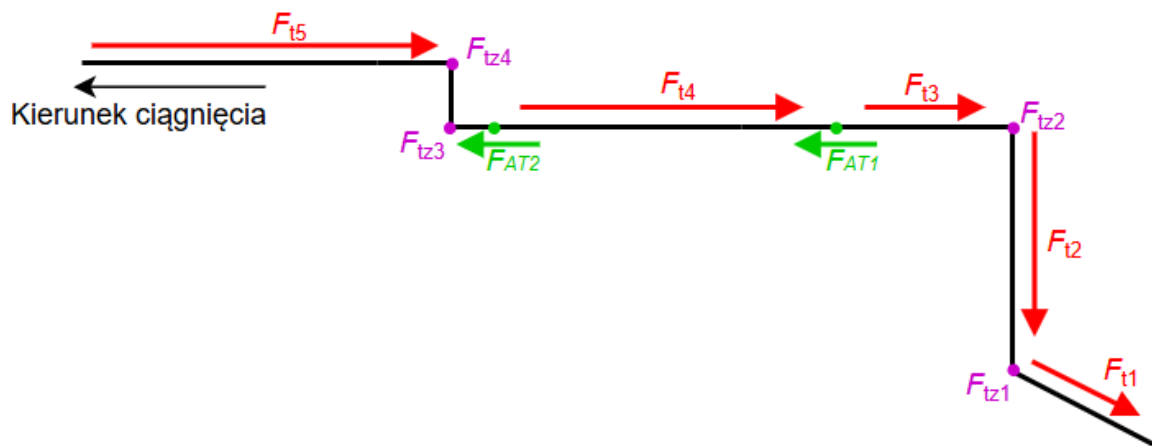 Ft5
Ftz4
Kierunek ciągnięcia
Ft4
Ft3
Ftz3
FAT2
FAT1
Ftz2
Ft2
Ftz1
Ft1